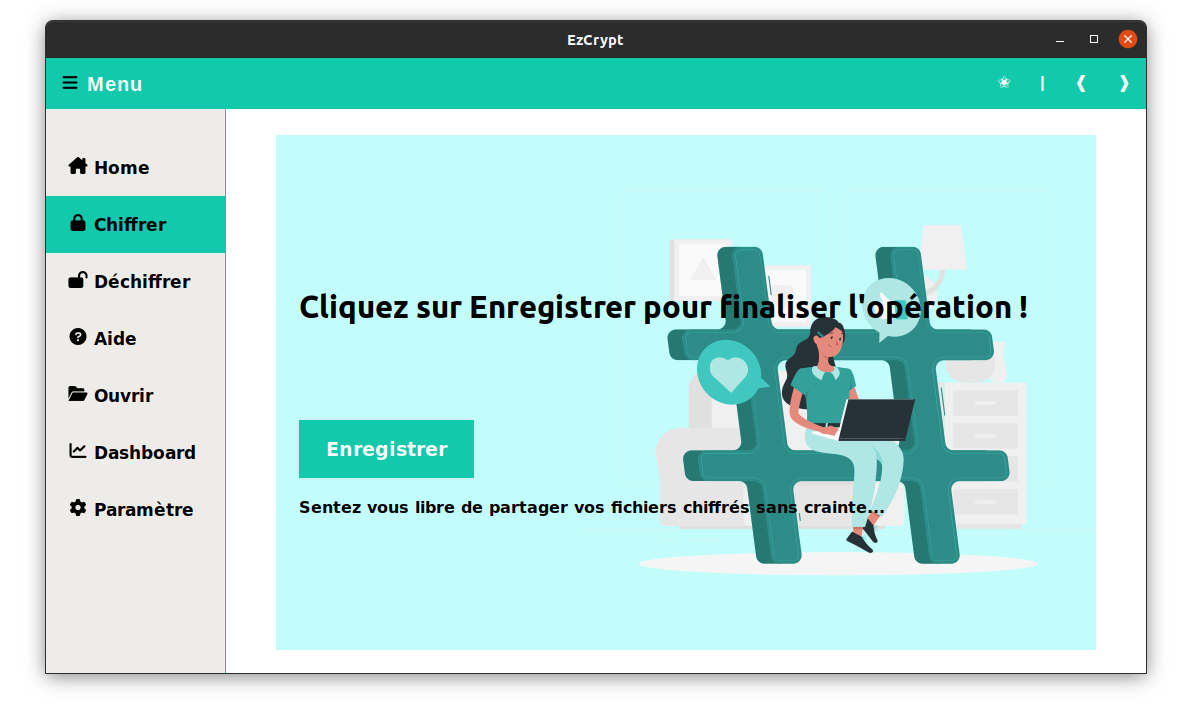 EzCrypt
Menu
Home
Chiffrer
Déchiffrer
Aide
Ouvrir
Dashboard
Paramètre
Cliquez sur Enregistrer pour finaliser l'opération !
Enregistrer
Sentez vous libre de partager vos fichiers chiffrés sans crainte...